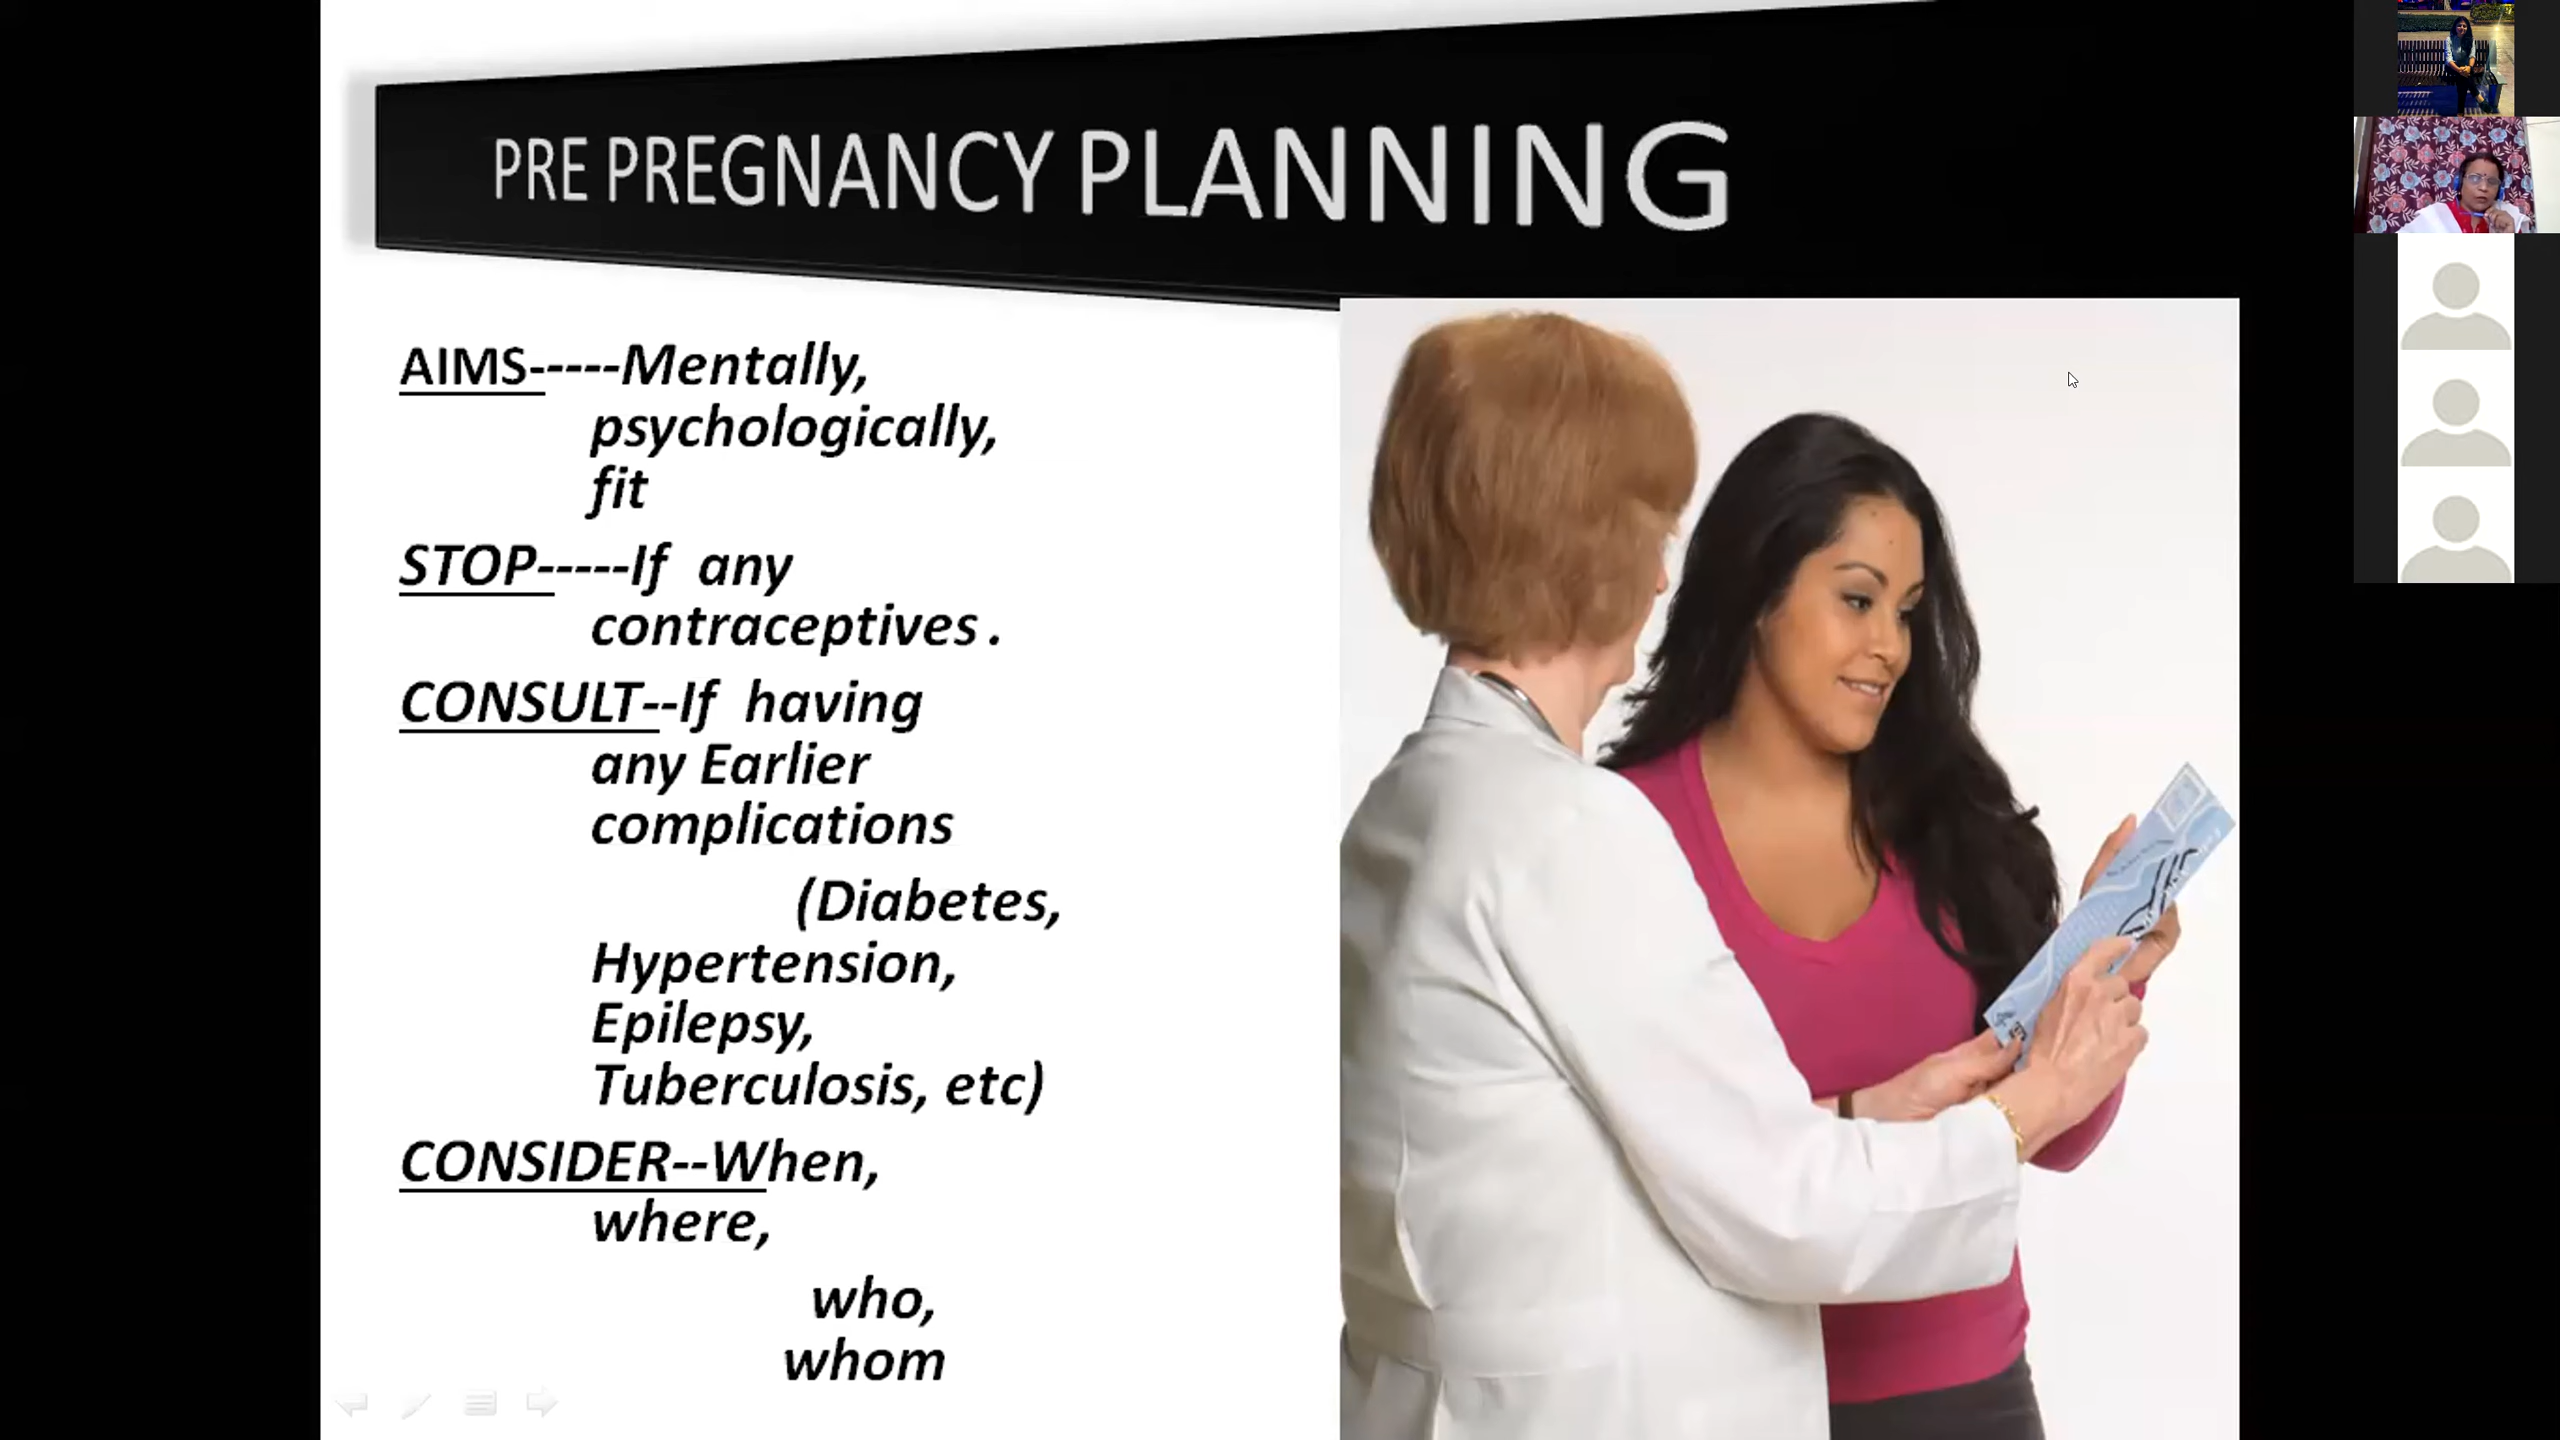 PRE PREGNANCY PLANNING
AIMS-----Mentally,
psychologically,
fit
STOP-----If any
contraceptives .
CONSULT--If having
any Earlier
complications
(Diabetes,
Hypertension,
Epilepsy,
Tuberculosis, etc)
CONSIDER--When,
where,
who,
whom